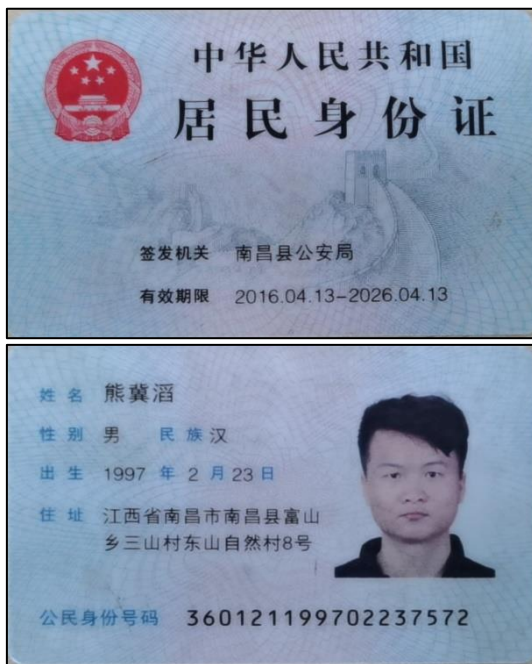 中华人民共和国
居民身份证
签发机关 南昌县公安局
有效期限 2016.04.13-2026.04.13
姓名 熊冀滔
性别 男 民族 汉
出生 1997 年 2 月 23 日
住址 江西省南昌市南昌县富山
乡三山村东山自然村8号
公民身份号码 360121199702237572